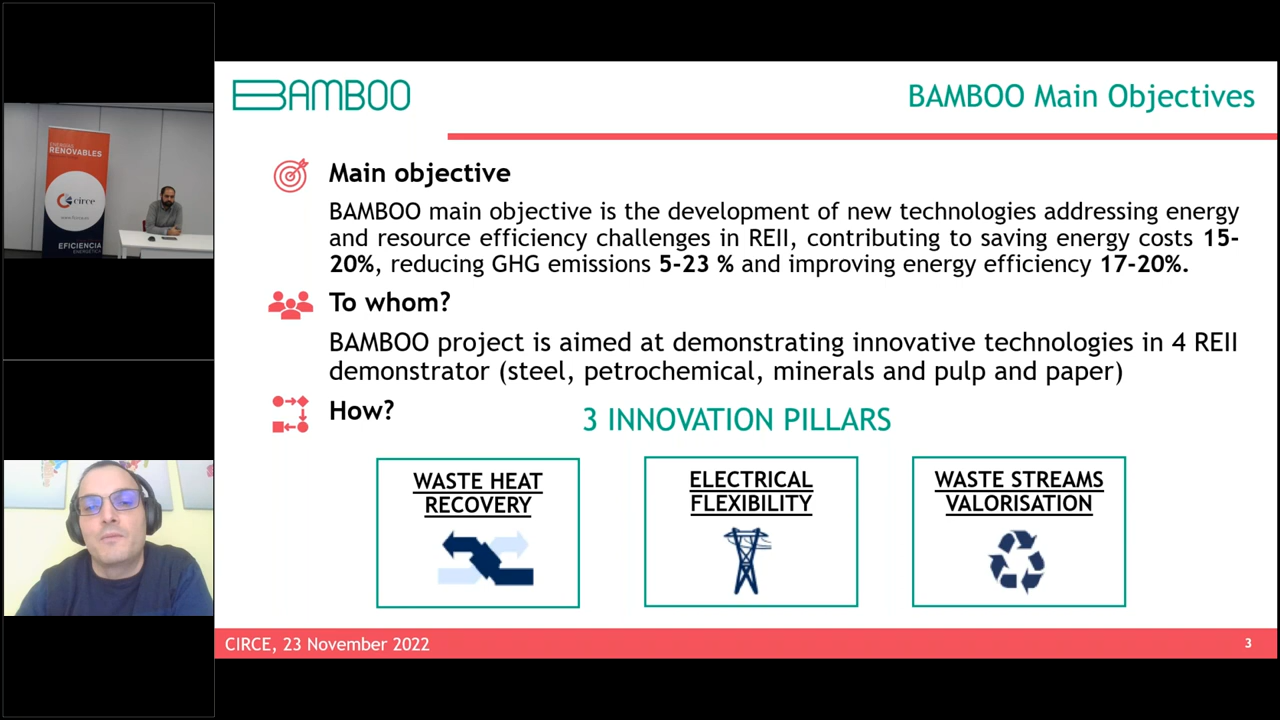 BAMBOO
BAMBOO Main Objectives
Main objective
BAMBOO main objective is the development of new technologies addressing energy
and resource efficiency challenges in REII, contributing to saving energy costs 15-
20%, reducing GHG emissions 5-23 % and improving energy efficiency 17-20%.
To whom?
BAMBOO project is aimed at demonstrating innovative technologies in 4 REII
demonstrator (steel, petrochemical, minerals and pulp and paper)
How?
3 INNOVATION PILLARS
WASTE HEAT
RECOVERY
ELECTRICAL
FLEXIBILITY
WASTE STREAMS
VALORISATION
CIRCE, 23 November 2022
3
RENOVABLES
circe
EFICIENCIA